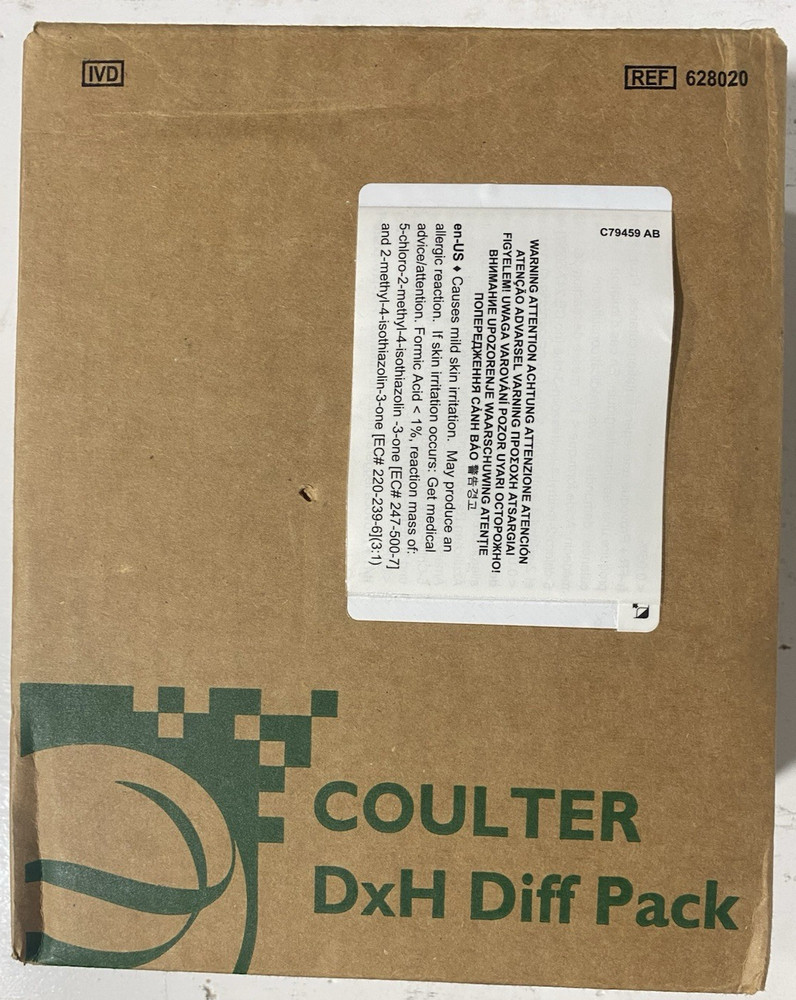 IVD
REF 628020
C79459 AB
WARNING ATTENTION ACHTUNG ATTENZIONE ATENCIÓN
ATENÇÃO ADVARSEL VARNING ΠΡΟΣΟΧΗ ATSARGIAI
FIGYELEM! UWAGA VAROVÁNÍ POZOR UYARI ОСТОРОЖНО!
ВНИМАНИЕ UPOZORENJE WAARSCHUWING ATENȚIE
ПОПЕРЕДЖЕННЯ CẢNH BÁO 警告경고
en-US ♦ Causes mild skin irritation. May produce an
allergic reaction. If skin irritation occurs: Get medical
advice/attention. Formic Acid < 1%, reaction mass of:
5-chloro-2-methyl-4-isothiazolin -3-one [EC# 247-500-7]
and 2-methyl-4-isothiazolin-3-one [EC# 220-239-6](3:1)
COULTER
DxH Diff Pack